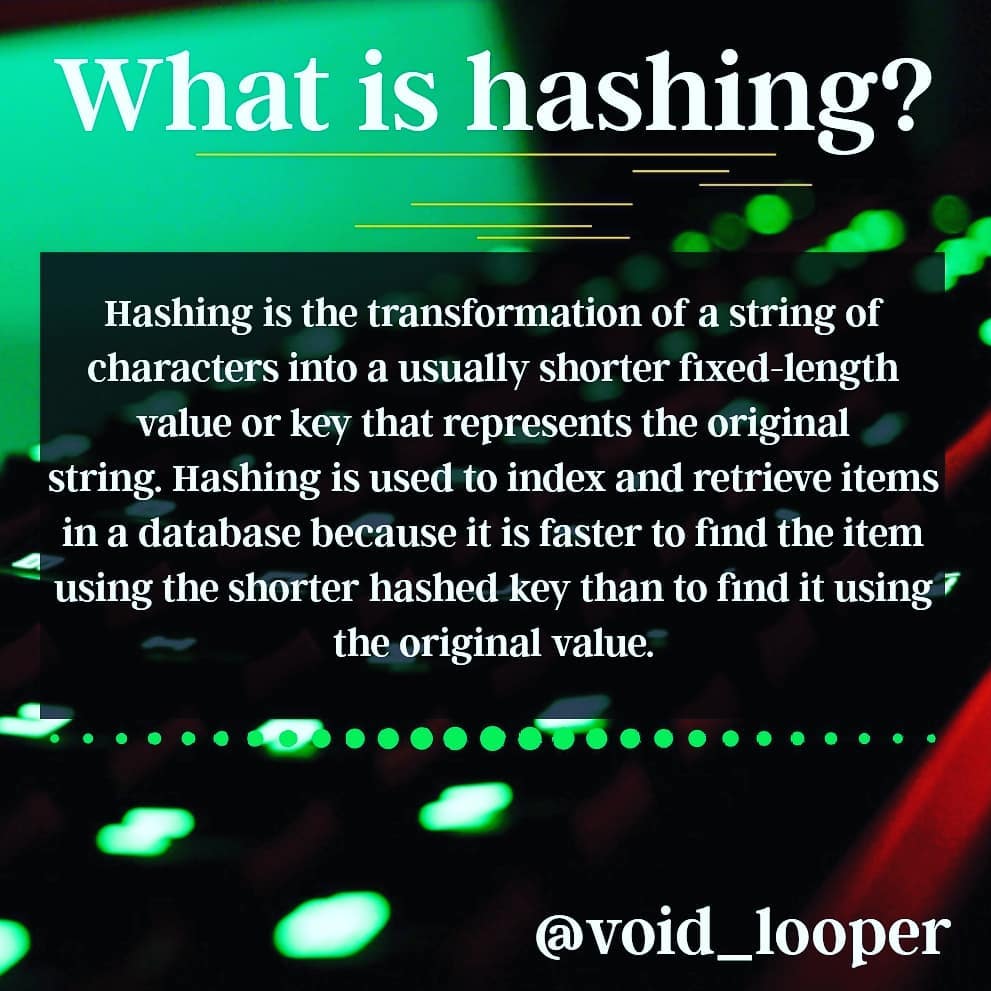 What is hashing?
Hashing is the transformation of a string of
characters into a usually shorter fixed-length
value or key that represents the original
string. Hashing is used to index and retrieve items
in a database because it is faster to find the item
using the shorter hashed key than to find it using
the original value.
@void_looper